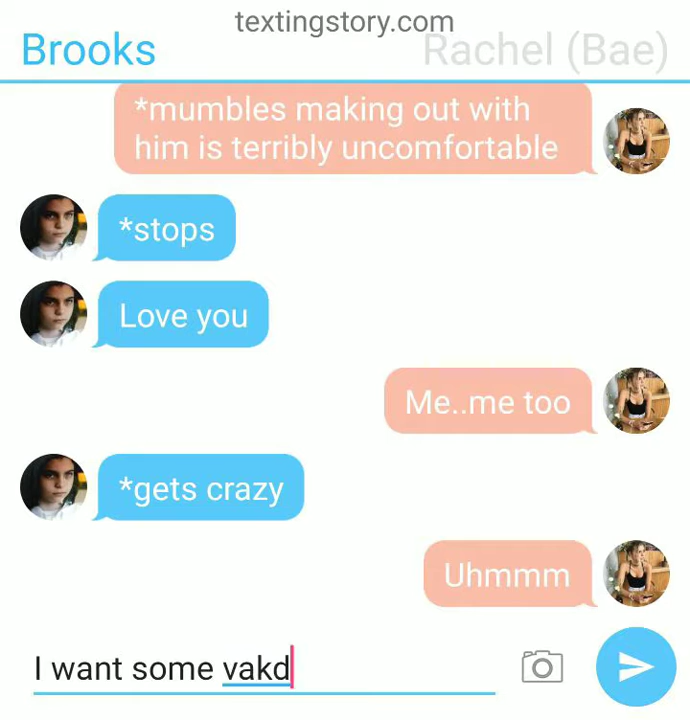 textingstory.com
Brooks
Rachel (Bae)
*mumbles making out with
him is terribly uncomfortable
*stops
Love you
Me..me too
*gets crazy
Uhmmm
I want some vakd